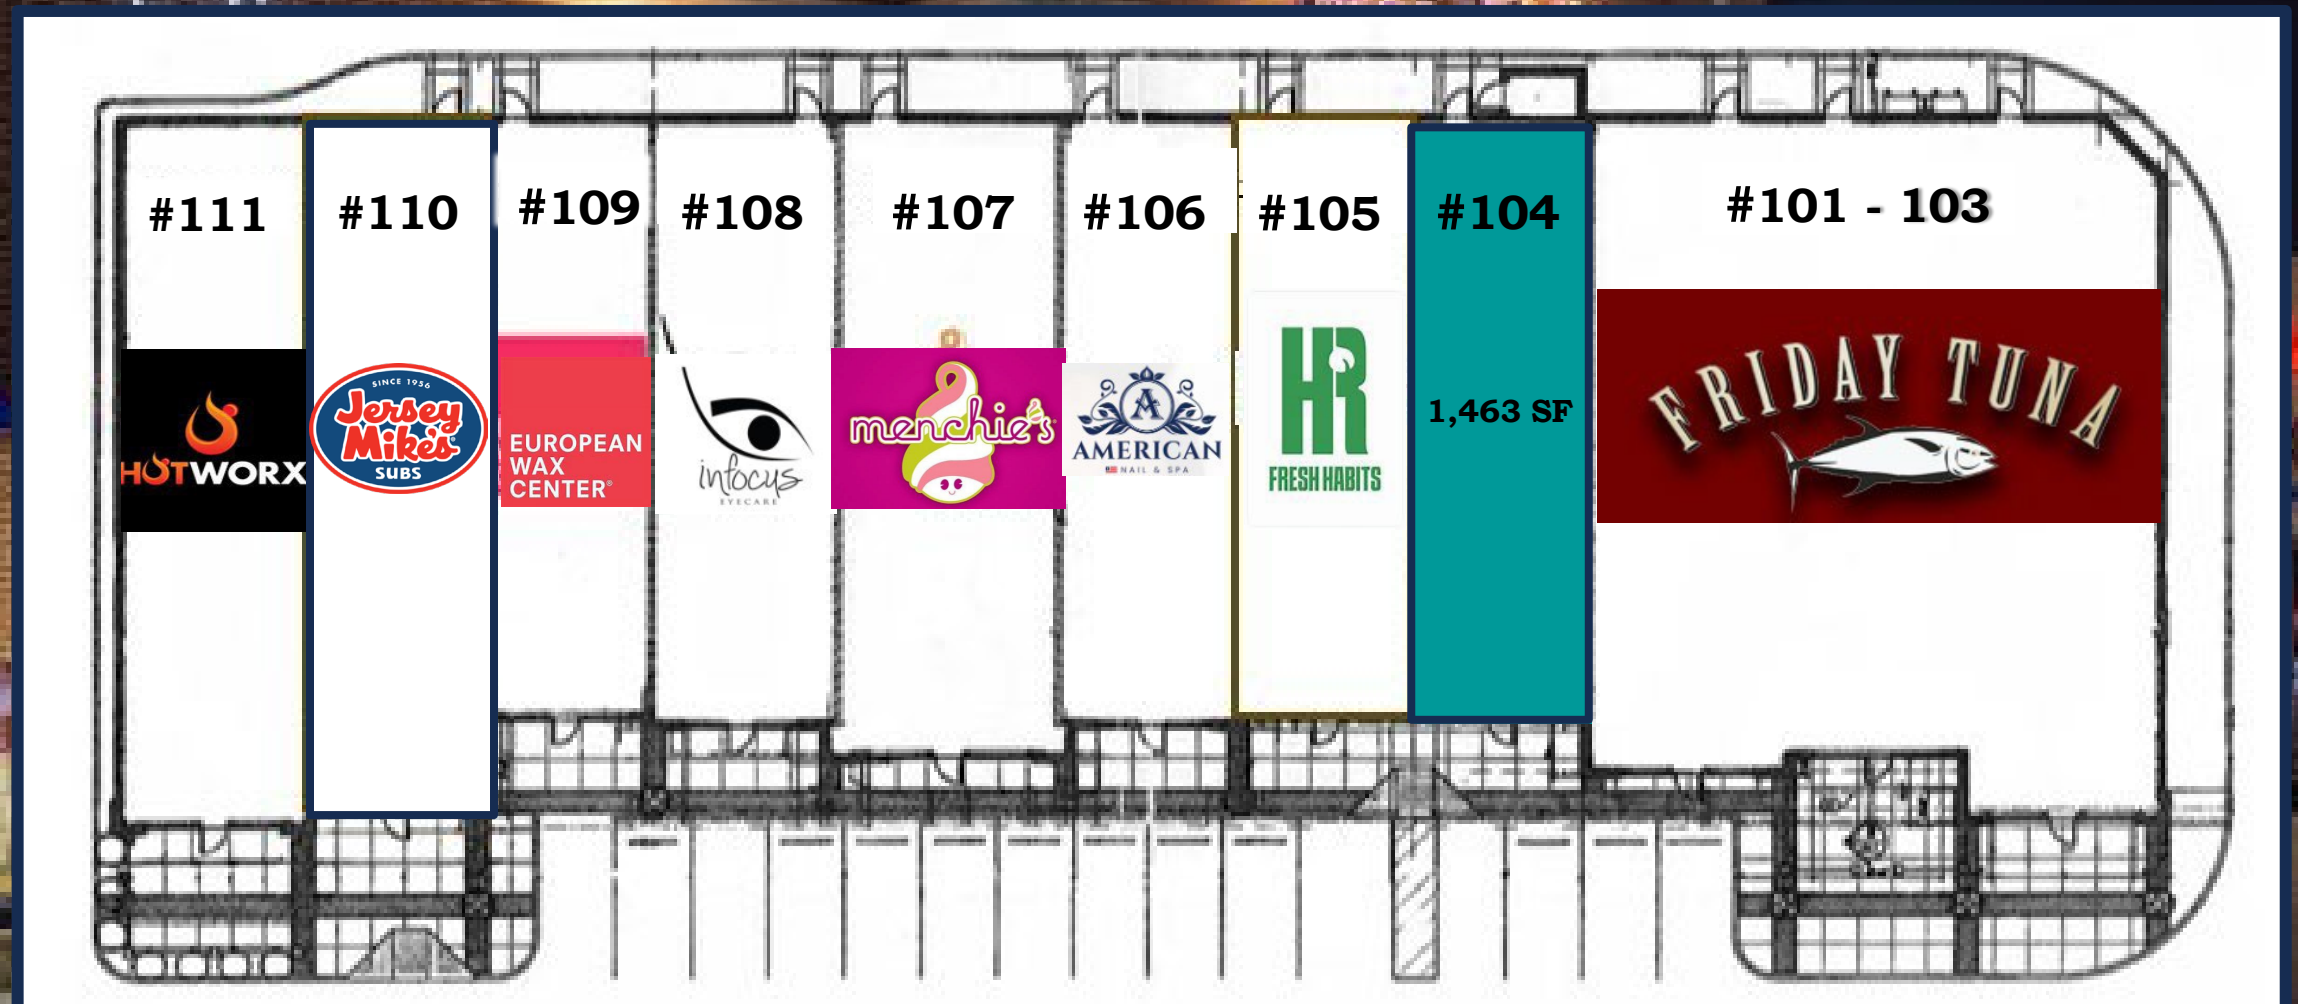 #111
#110
#109
#108
#107
#106
#105
#104
#101 - 103
HOTWORX
SINCE 1956
Jersey
Mike's
SUBS
EUROPEAN
WAX
CENTER®
infocus
EYECARE
menchie's
A
AMERICAN
NAIL & SPA
HR
FRESH HABITS
1,463 SF
FRIDAY TUNA